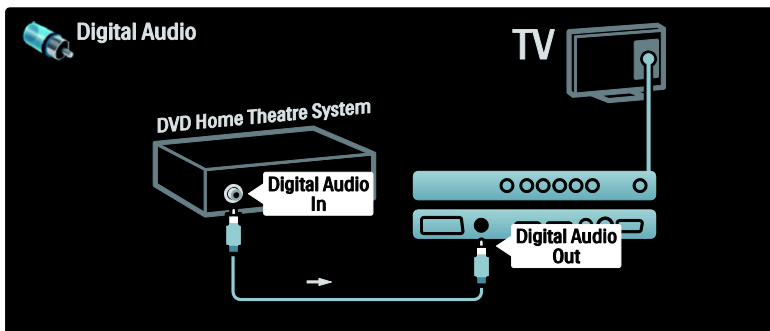 Digital Audio
TV
DVD Home Theatre System
Digital Audio
In
Digital Audio
Out